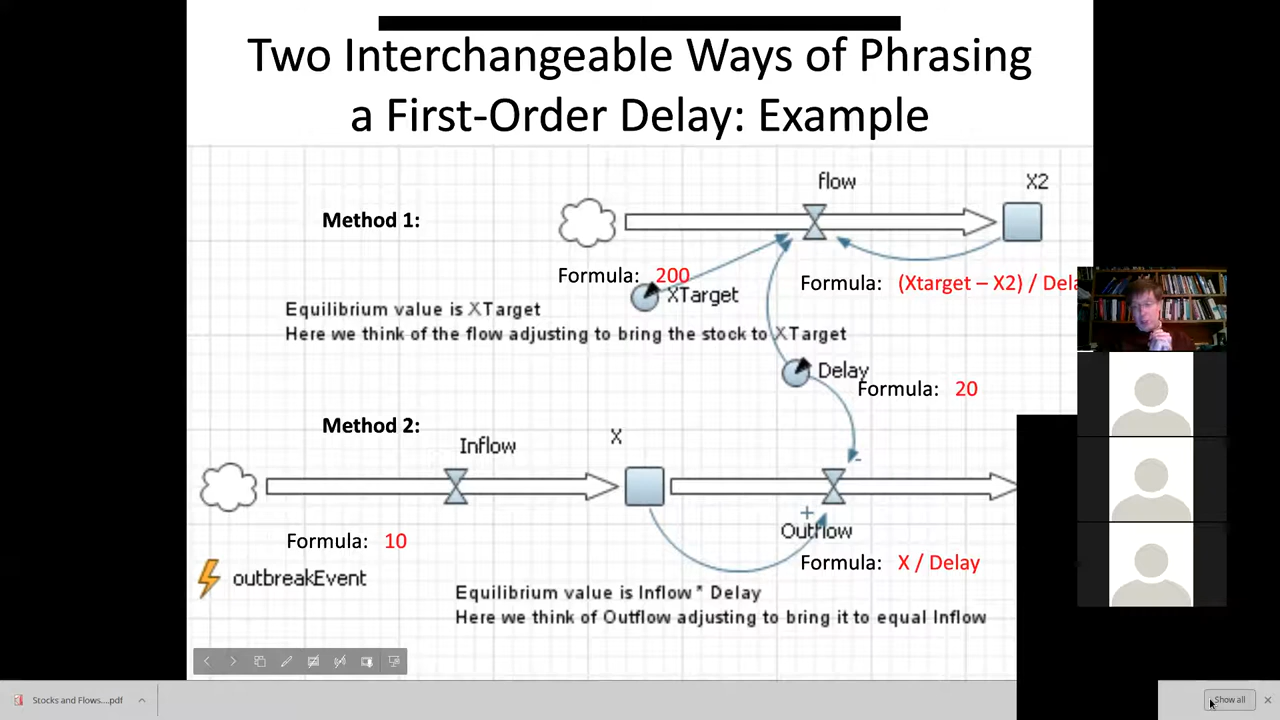 Two Interchangeable Ways of Phrasing
a First-Order Delay: Example
flow
X2
Method 1:
Formula: 200
XTarget
Formula: (Xtarget – X2) / Dela
Equilibrium value is XTarget
Here we think of the flow adjusting to bring the stock to XTarget
Delay
Formula: 20
Method 2:
Inflow
X
-
+
Outflow
Formula: 10
Formula: X / Delay
outbreakEvent
Equilibrium value is Inflow * Delay
Here we think of Outflow adjusting to bring it to equal Inflow
Stocks and Flows....pdf
Show all